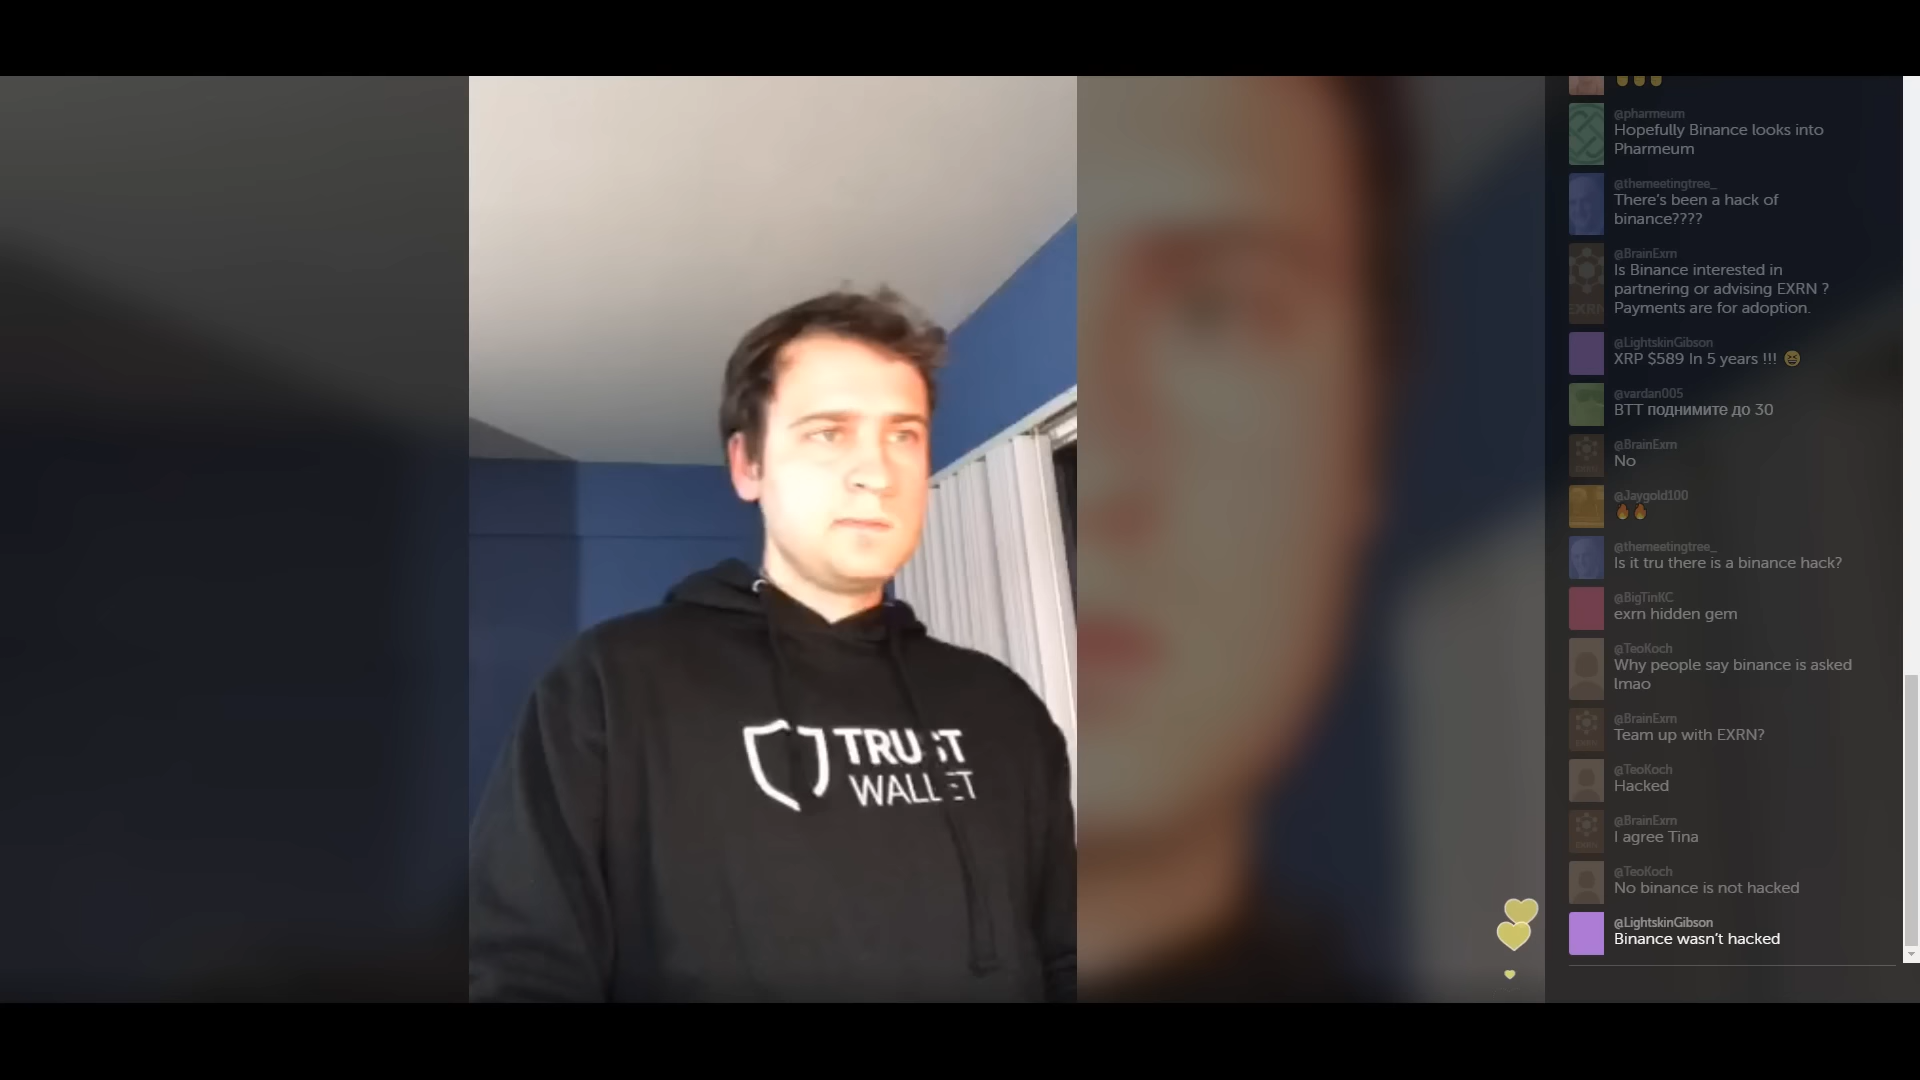 TRUST
WALLET
@pharmeum
Hopefully Binance looks into
Pharmeum
@themeetingtree_
There's been a hack of
binance????
@BrainExrn
Is Binance interested in
partnering or advising EXRN ?
Payments are for adoption.
@LightskinGibson
XRP $589 In 5 years !!! 😆
@vardan005
BTT поднимите до 30
@BrainExrn
No
@Jaygold100
🔥🔥
@themeetingtree_
Is it tru there is a binance hack?
@BigTinKC
exrn hidden gem
@TeoKoch
Why people say binance is asked
lmao
@BrainExrn
Team up with EXRN?
@TeoKoch
Hacked
@BrainExrn
I agree Tina
@TeoKoch
No binance is not hacked
@LightskinGibson
Binance wasn't hacked